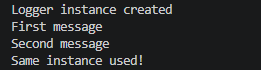 Logger instance created
First message
Second message
Same instance used!